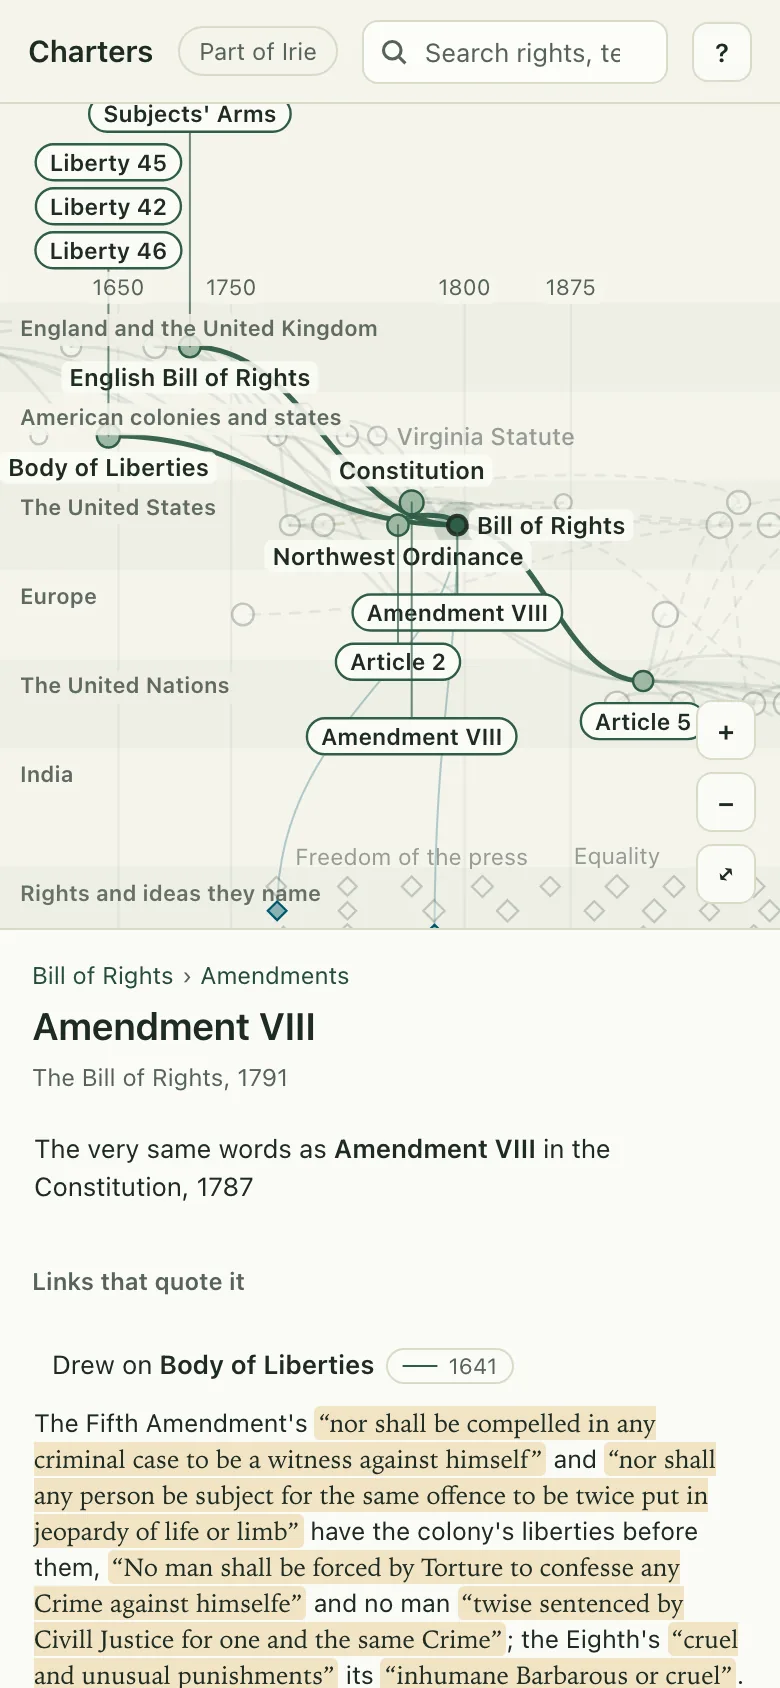 Charters
Part of Irie
Search rights, te
?
Subjects' Arms
Liberty 45
Liberty 42
Liberty 46
1650
1750
1800
1875
England and the United Kingdom
English Bill of Rights
American colonies and states
Virginia Statute
Body of Liberties
Constitution
The United States
Bill of Rights
Northwest Ordinance
Europe
Amendment VIII
Article 2
The United Nations
Article 5
Amendment VIII
+
India
−
Freedom of the press
Equality
Rights and ideas they name
Bill of Rights › Amendments
Amendment VIII
The Bill of Rights, 1791
The very same words as Amendment VIII in the
Constitution, 1787
Links that quote it
Drew on Body of Liberties
1641
The Fifth Amendment's “nor shall be compelled in any
criminal case to be a witness against himself” and “nor shall
any person be subject for the same offence to be twice put in
jeopardy of life or limb” have the colony's liberties before
them, “No man shall be forced by Torture to confesse any
Crime against himselfe” and no man “twise sentenced by
Civill Justice for one and the same Crime”; the Eighth's “cruel
and unusual punishments” its “inhumane Barbarous or cruel”.